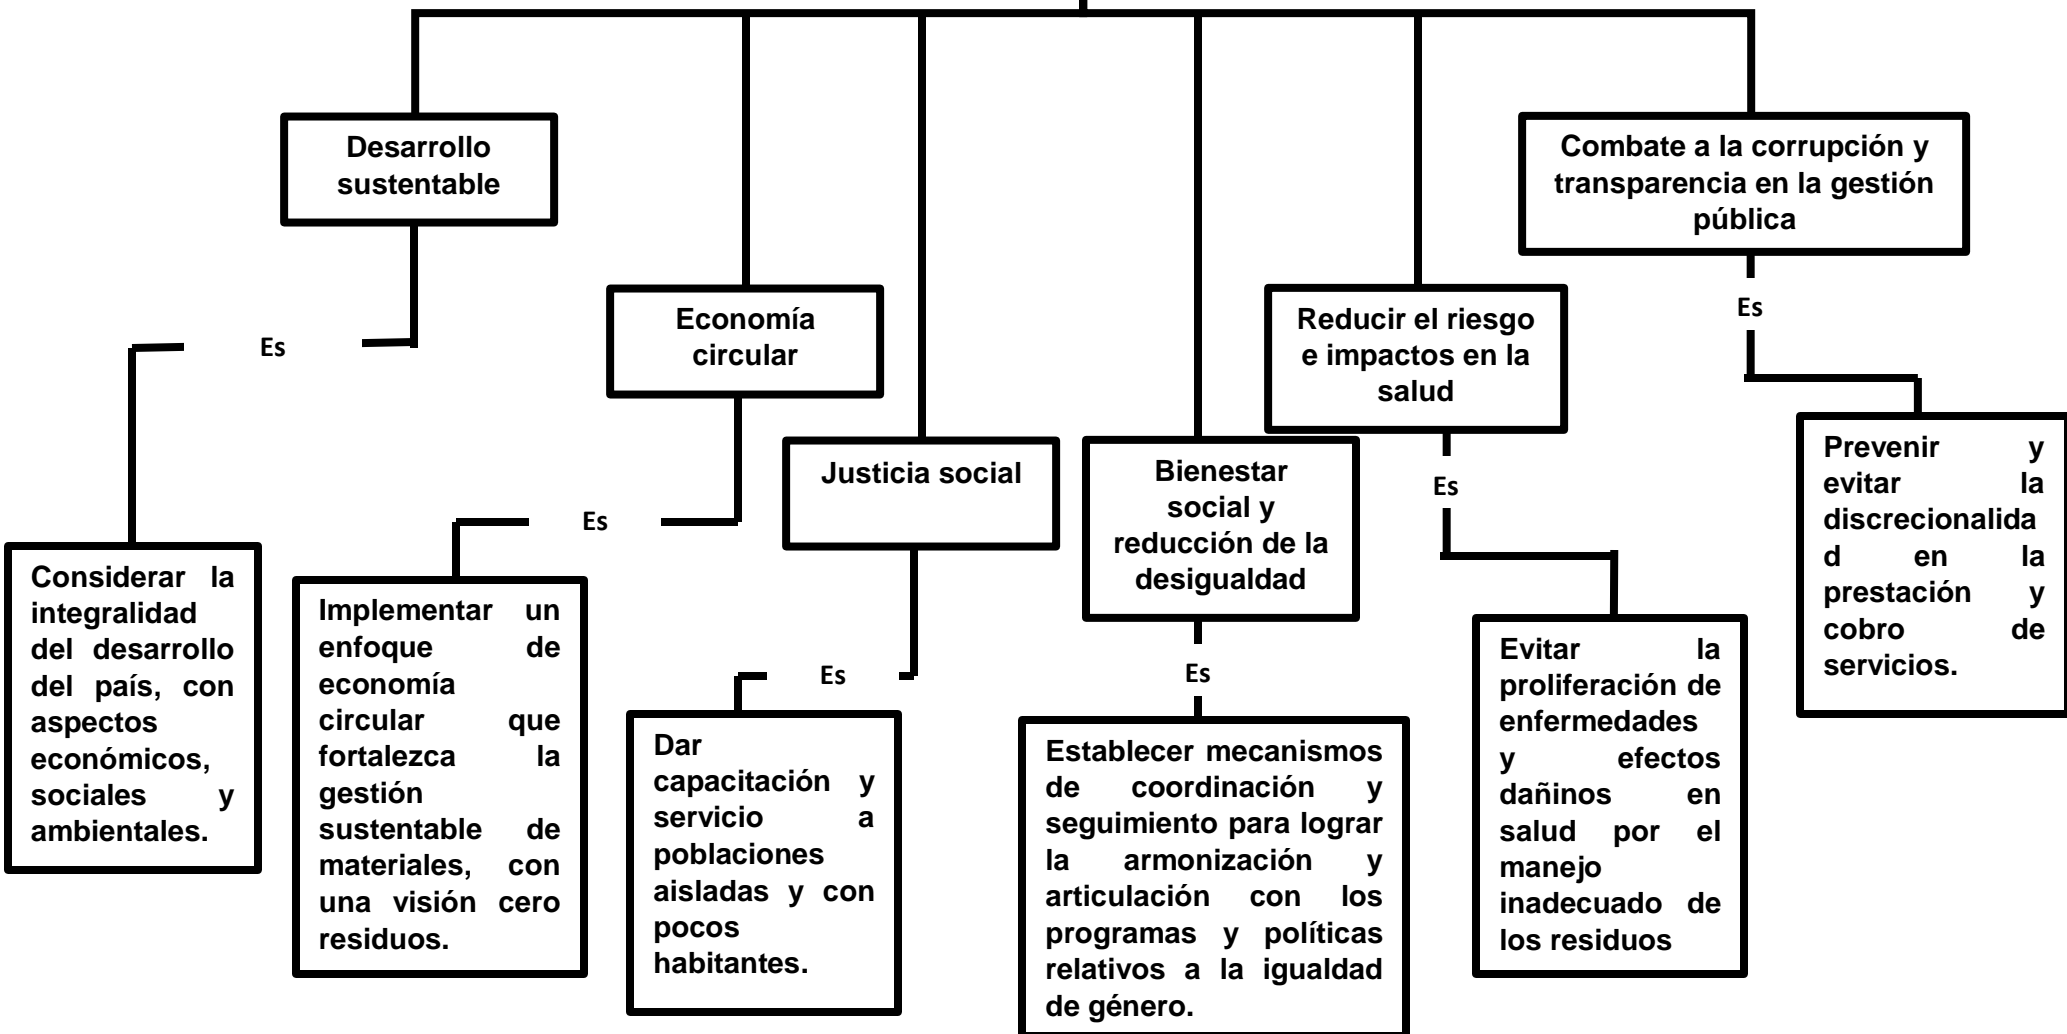 Desarrollo
sustentable
Es
Considerar la
integralidad
del desarrollo
del país, con
aspectos
económicos,
sociales y
ambientales.
Economía
circular
Es
Implementar un
enfoque de
economía
circular que
fortalezca la
gestión
sustentable de
materiales, con
una visión cero
residuos.
Justicia social
Es
Dar
capacitación y
servicio a
poblaciones
aisladas y con
pocos
habitantes.
Bienestar
social y
reducción de la
desigualdad
Es
Establecer mecanismos
de coordinación y
seguimiento para lograr
la armonización y
articulación con los
programas y políticas
relativos a la igualdad
de género.
Reducir el riesgo
e impactos en la
salud
Es
Evitar la
proliferación de
enfermedades
y efectos
dañinos en
salud por el
manejo
inadecuado de
los residuos
Combate a la corrupción y
transparencia en la gestión
pública
Es
Prevenir y
evitar la
discrecionalida
d en la
prestación y
cobro de
servicios.